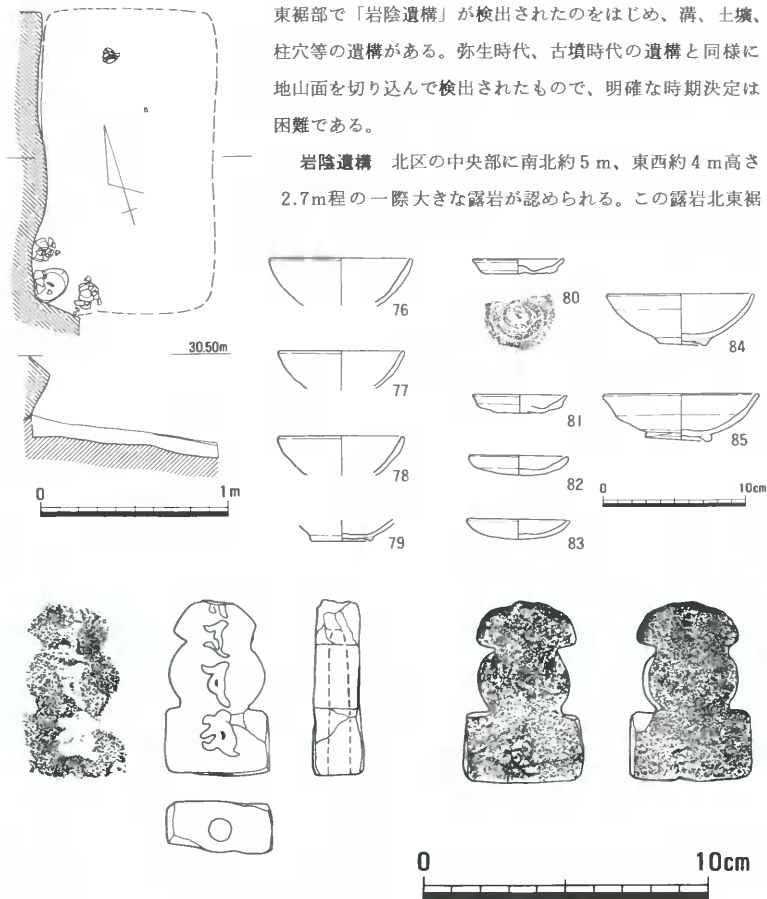 東裾部で「岩陰遺構」が検出されたのをはじめ、溝、土壙、
柱穴等の遺構がある。弥生時代、古墳時代の遺構と同様に
地山面を切り込んで検出されたもので、明確な時期決定は
困難である。
岩陰遺構　北区の中央部に南北約5m、東西約4m高さ
2.7m程の一際大きな露岩が認められる。この露岩北東裾
30.50m
0 1m
76
77
78
79
80
81
82
83
84
85
0 10cm
0 10cm